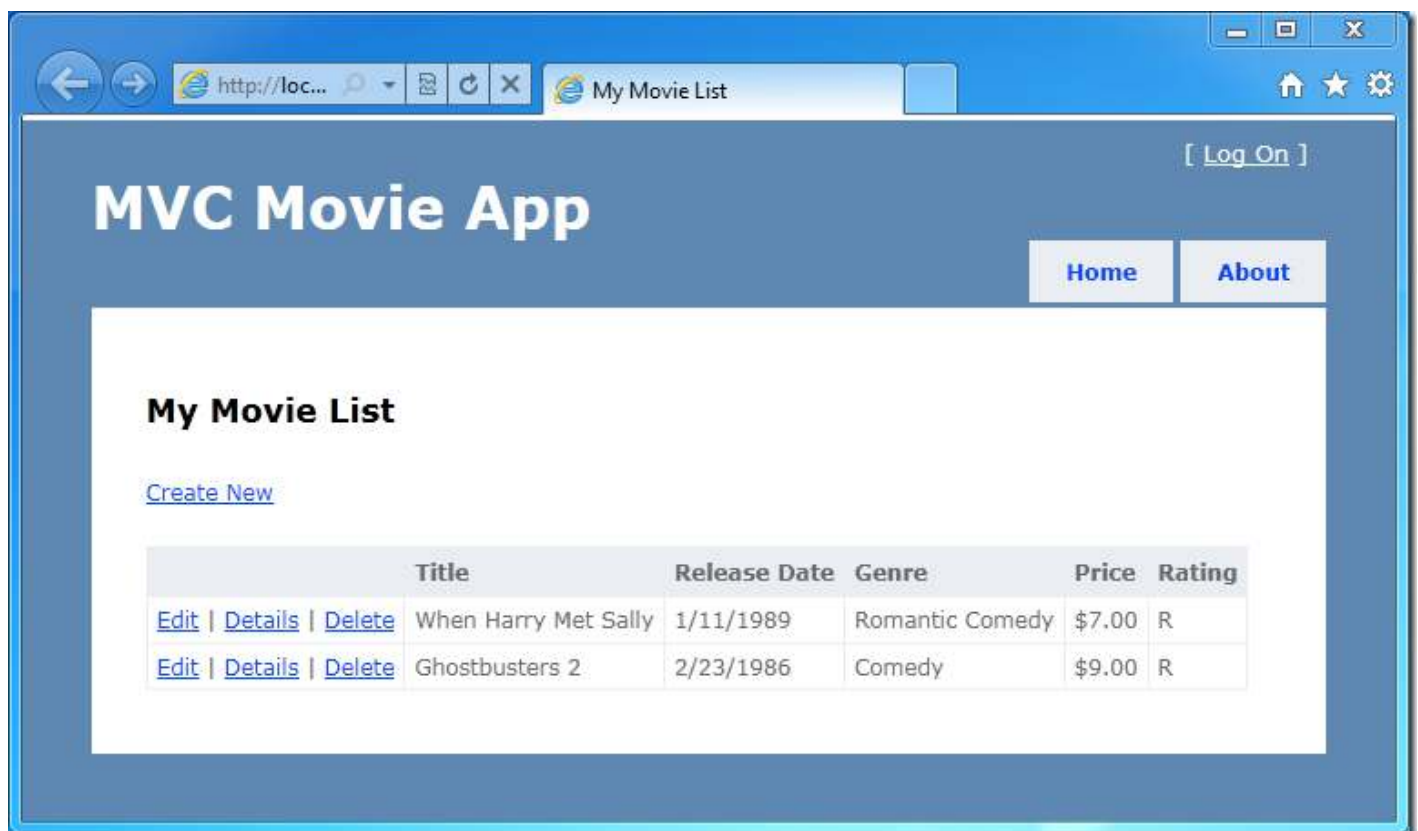 http://loc...
My Movie List
[ Log On ]
MVC Movie App
Home About
My Movie List
Create New
Title Release Date Genre Price Rating
Edit | Details | Delete When Harry Met Sally 1/11/1989 Romantic Comedy $7.00 R
Edit | Details | Delete Ghostbusters 2 2/23/1986 Comedy $9.00 R